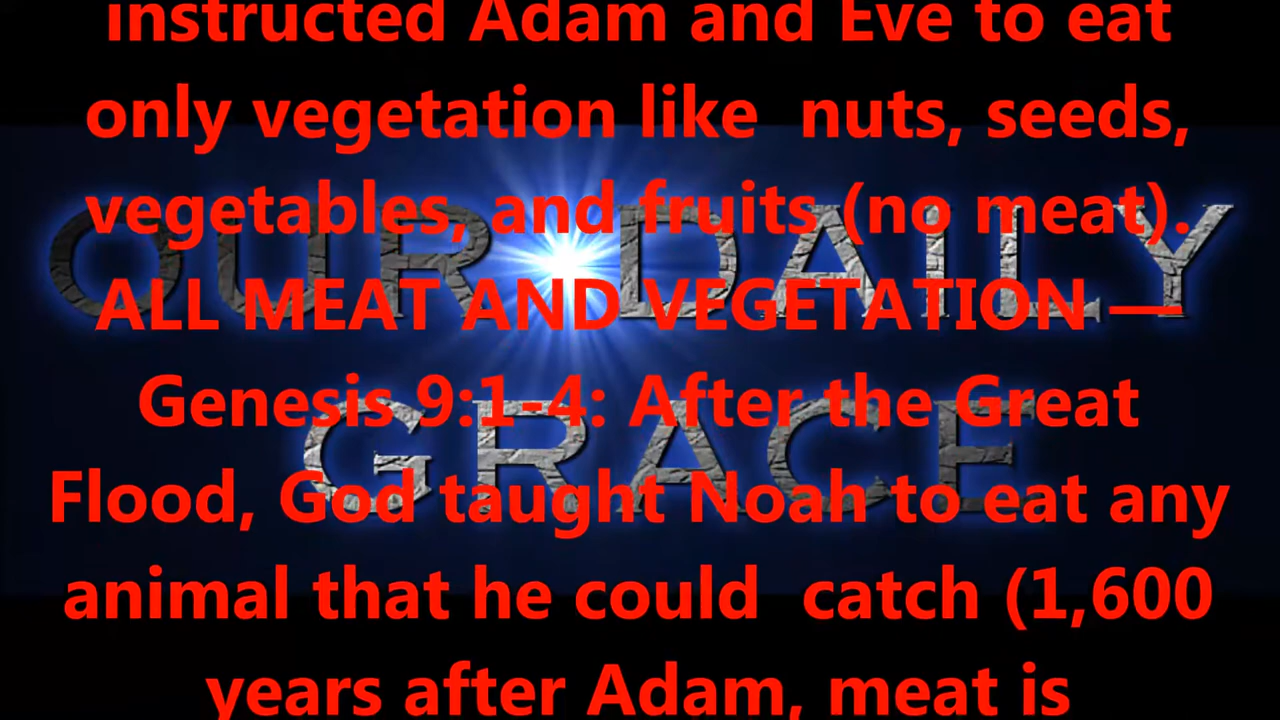 instructed Adam and Eve to eat
only vegetation like  nuts, seeds,
vegetables, and fruits (no meat).
OUR DAILY
ALL MEAT AND VEGETATION —
Genesis 9:1-4: After the Great
GRACE
Flood, God taught Noah to eat any
animal that he could  catch (1,600
years after Adam, meat is